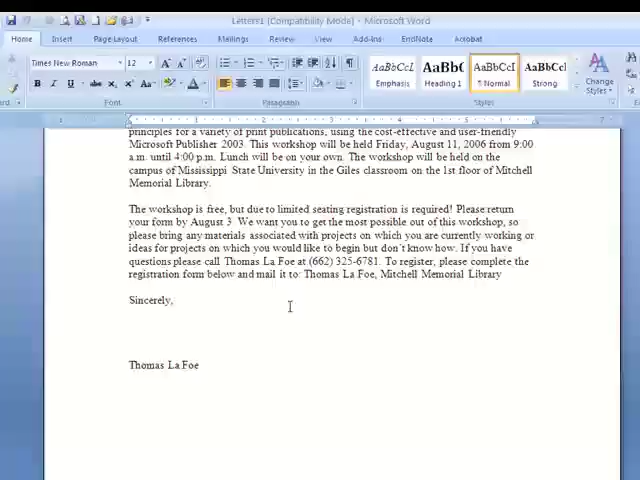 Letters1 [Compatibility Mode] - Microsoft Word
Home Insert Page Layout References Mailings Review View Add-Ins EndNote Acrobat
Times New Roman 12
AaBbCcI AaBbC AaBbCcI AaBbCcI
Emphasis Heading 1 ¶ Normal Strong Change Styles
Font Paragraph Styles
principles for a variety of print publications, using the cost-effective and user-friendly
Microsoft Publisher 2003. This workshop will be held Friday, August 11, 2006 from 9:00
a.m. until 4:00 p.m. Lunch will be on your own. The workshop will be held on the
campus of Mississippi State University in the Giles classroom on the 1st floor of Mitchell
Memorial Library.
The workshop is free, but due to limited seating registration is required! Please return
your form by August 3 We want you to get the most possible out of this workshop, so
please bring any materials associated with projects on which you are currently working or
ideas for projects on which you would like to begin but don't know how. If you have
questions please call Thomas La Foe at (662) 325-6781. To register, please complete the
registration form below and mail it to: Thomas La Foe, Mitchell Memorial Library
Sincerely,
Thomas La Foe